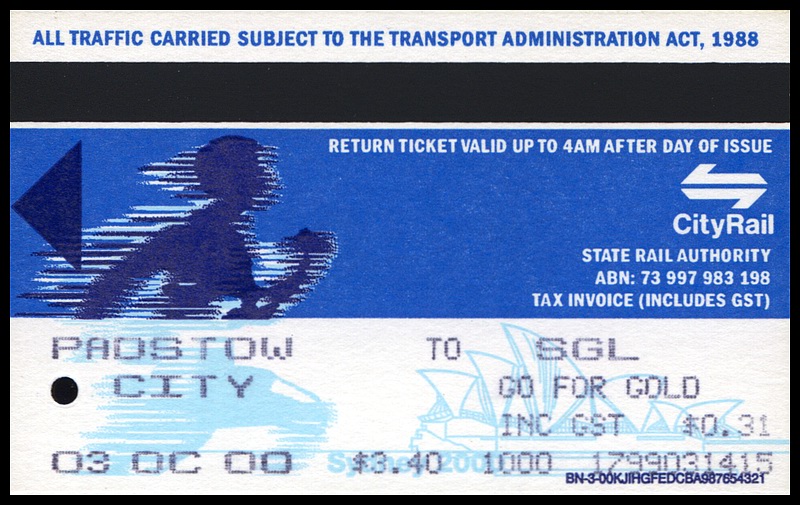 ALL TRAFFIC CARRIED SUBJECT TO THE TRANSPORT ADMINISTRATION ACT, 1988
RETURN TICKET VALID UP TO 4AM AFTER DAY OF ISSUE
CityRail
STATE RAIL AUTHORITY
ABN: 73 997 983 198
TAX INVOICE (INCLUDES GST)
PADSTOW TO SGL
CITY GO FOR GOLD
INC GST $0.31
03 OC 00 $3.40 1000 1799031415
Sydney 200
BN-3-00KJIHGFEDCBA987654321